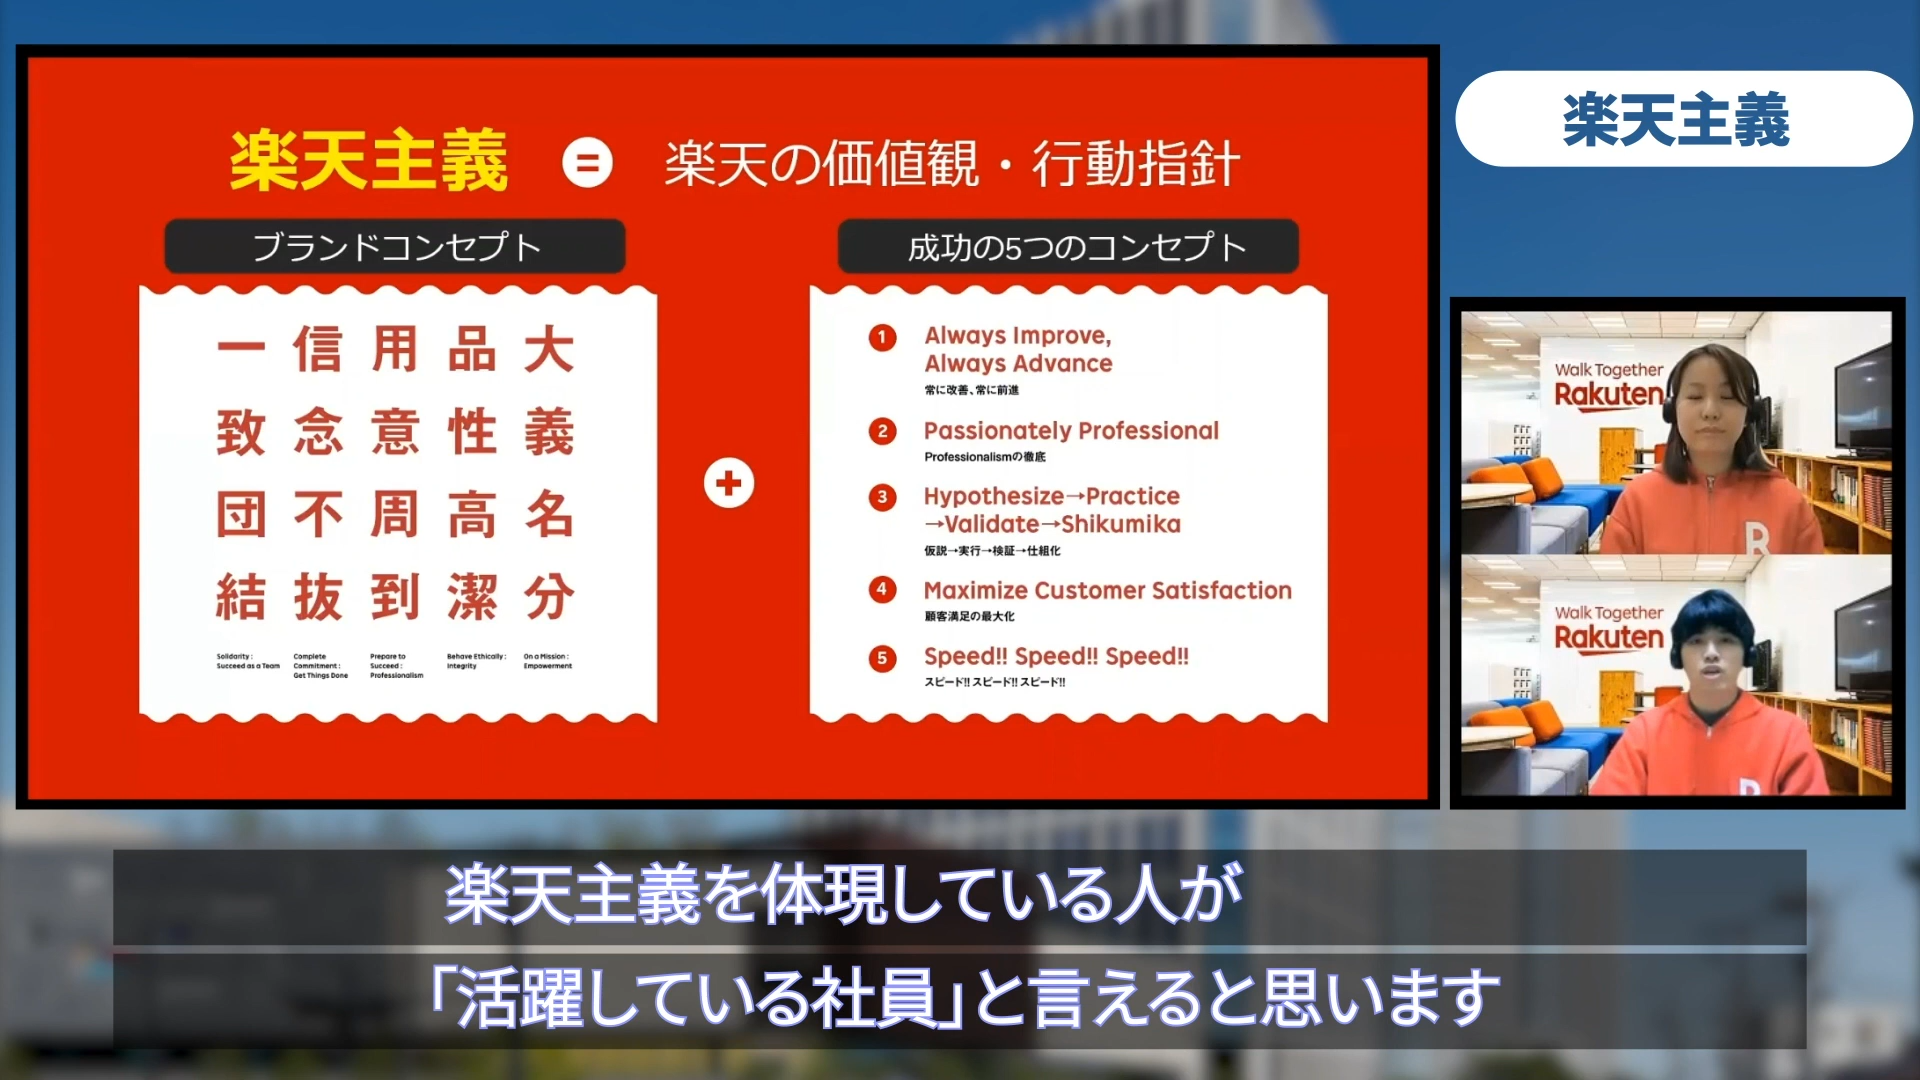 楽天主義 = 楽天の価値観・行動指針
ブランドコンセプト
一 信 用 品 大
致 念 意 性 義
団 不 周 高 名
結 抜 到 潔 分
Solidarity :
Succeed as a Team
Complete
Commitment :
Get Things Done
Prepare to
Succeed :
Professionalism
Behave Ethically :
Integrity
On a Mission :
Empowerment
+
成功の5つのコンセプト
1 Always Improve,
Always Advance
常に改善、常に前進
2 Passionately Professional
Professionalismの徹底
3 Hypothesize→Practice
→Validate→Shikumika
仮説→実行→検証→仕組化
4 Maximize Customer Satisfaction
顧客満足の最大化
5 Speed!! Speed!! Speed!!
スピード!! スピード!! スピード!!
楽天主義
Walk Together
Rakuten
R
Walk Together
Rakuten
R
楽天主義を体現している人が
「活躍している社員」と言えると思います